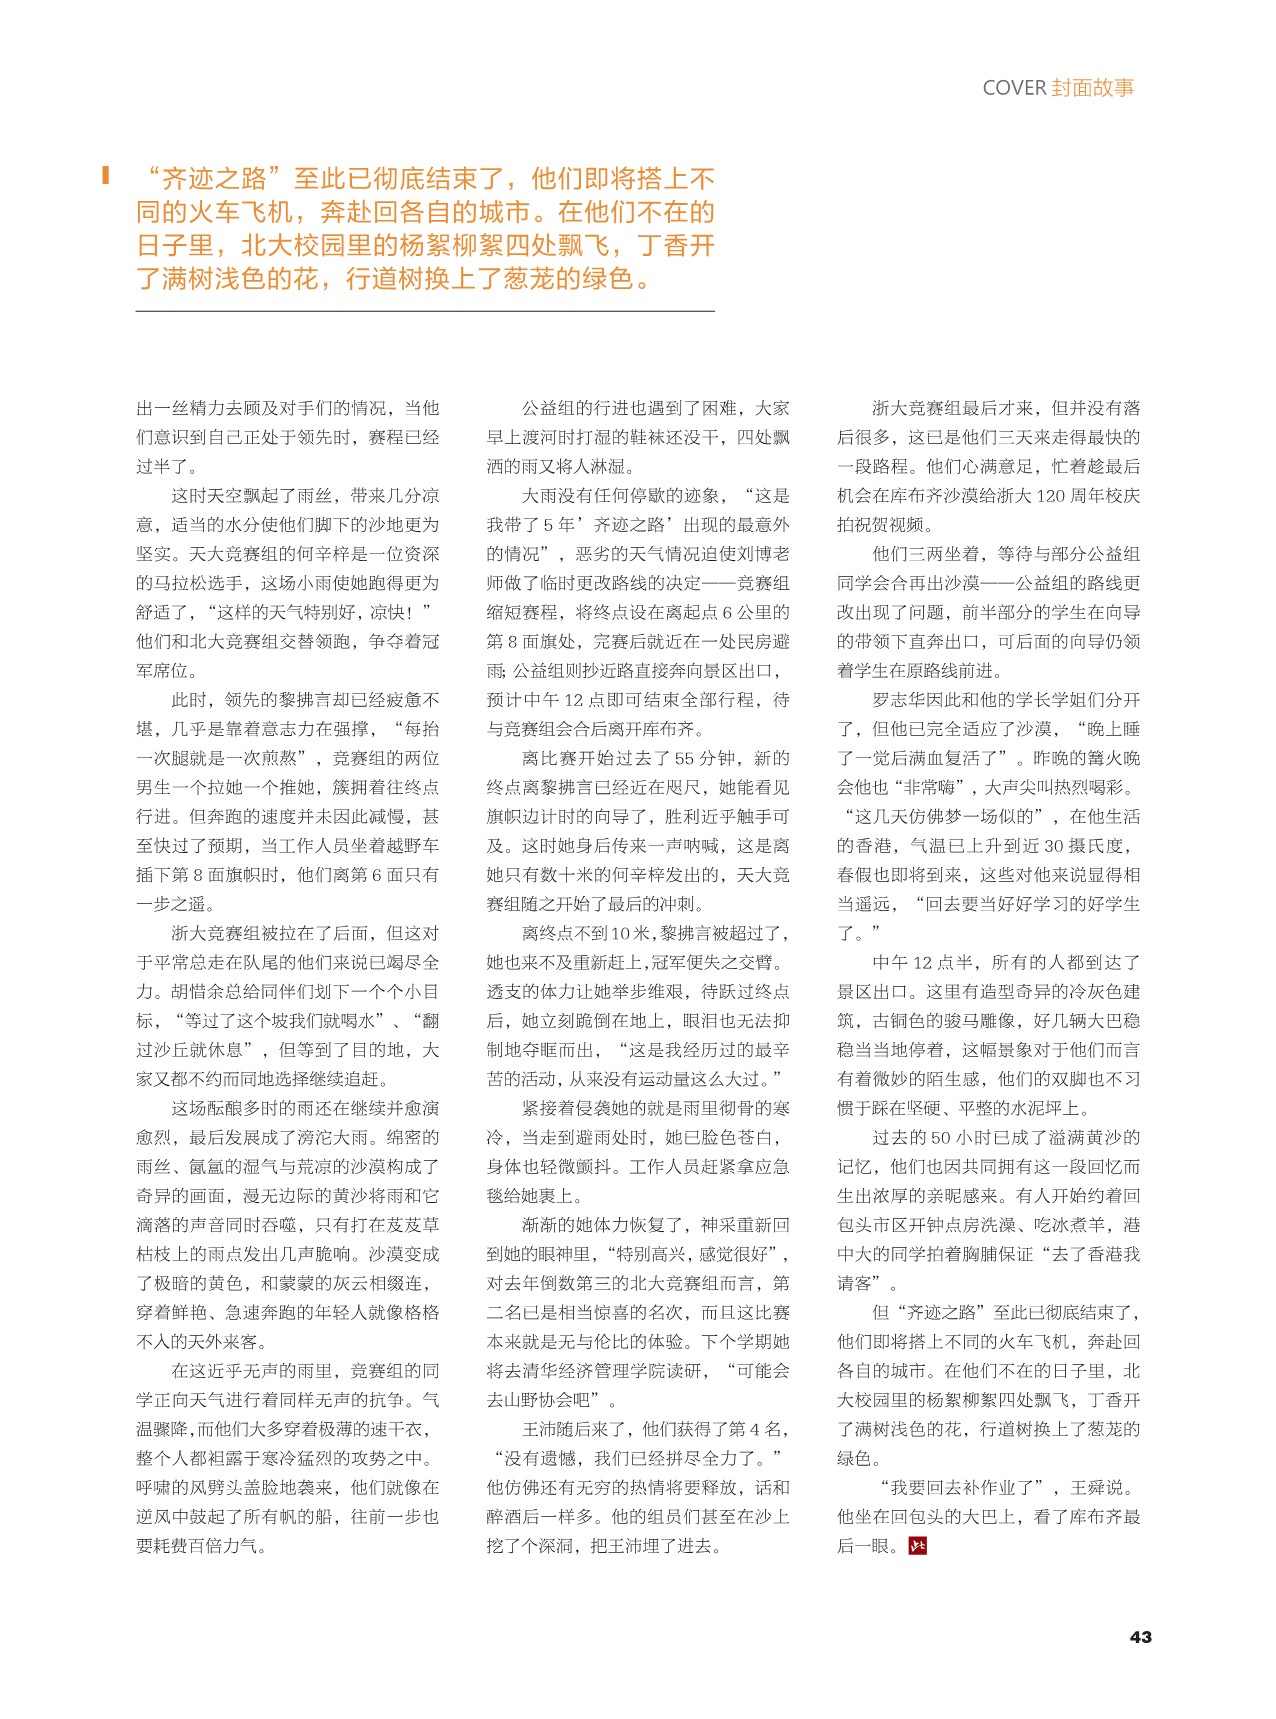 COVER 封面故事
“齐迹之路”至此已彻底结束了，他们即将搭上不
同的火车飞机，奔赴回各自的城市。在他们不在的
日子里，北大校园里的杨絮柳絮四处飘飞，丁香开
了满树浅色的花，行道树换上了葱茏的绿色。
出一丝精力去顾及对手们的情况，当他
们意识到自己正处于领先时，赛程已经
过半了。
这时天空飘起了雨丝，带来几分凉
意，适当的水分使他们脚下的沙地更为
坚实。天大竞赛组的何辛梓是一位资深
的马拉松选手，这场小雨使她跑得更为
舒适了，“这样的天气特别好，凉快！”
他们和北大竞赛组交替领跑，争夺着冠
军席位。
此时，领先的黎拂言却已经疲惫不
堪，几乎是靠着意志力在强撑，“每抬
一次腿就是一次煎熬”，竞赛组的两位
男生一个拉她一个推她，簇拥着往终点
行进。但奔跑的速度并未因此减慢，甚
至快过了预期，当工作人员坐着越野车
插下第 8 面旗帜时，他们离第 6 面只有
一步之遥。
浙大竞赛组被拉在了后面，但这对
于平常总走在队尾的他们来说已竭尽全
力。胡惜余总给同伴们划下一个个小目
标，“等过了这个坡我们就喝水”、“翻
过沙丘就休息”，但等到了目的地，大
家又都不约而同地选择继续追赶。
这场酝酿多时的雨还在继续并愈演
愈烈，最后发展成了滂沱大雨。绵密的
雨丝、氤氲的湿气与荒凉的沙漠构成了
奇异的画面，漫无边际的黄沙将雨和它
滴落的声音同时吞噬，只有打在芨芨草
枯枝上的雨点发出几声脆响。沙漠变成
了极暗的黄色，和蒙蒙的灰云相缀连，
穿着鲜艳、急速奔跑的年轻人就像格格
不入的天外来客。
在这近乎无声的雨里，竞赛组的同
学正向天气进行着同样无声的抗争。气
温骤降，而他们大多穿着极薄的速干衣，
整个人都袒露于寒冷猛烈的攻势之中。
呼啸的风劈头盖脸地袭来，他们就像在
逆风中鼓起了所有帆的船，往前一步也
要耗费百倍力气。
公益组的行进也遇到了困难，大家
早上渡河时打湿的鞋袜还没干，四处飘
洒的雨又将人淋湿。
大雨没有任何停歇的迹象，“这是
我带了 5 年’齐迹之路’出现的最意外
的情况”，恶劣的天气情况迫使刘博老
师做了临时更改路线的决定——竞赛组
缩短赛程，将终点设在离起点 6 公里的
第 8 面旗处，完赛后就近在一处民房避
雨；公益组则抄近路直接奔向景区出口，
预计中午 12 点即可结束全部行程，待
与竞赛组会合后离开库布齐。
离比赛开始过去了 55 分钟，新的
终点离黎拂言已经近在咫尺，她能看见
旗帜边计时的向导了，胜利近乎触手可
及。这时她身后传来一声呐喊，这是离
她只有数十米的何辛梓发出的，天大竞
赛组随之开始了最后的冲刺。
离终点不到 10 米，黎拂言被超过了，
她也来不及重新赶上，冠军便失之交臂。
透支的体力让她举步维艰，待跃过终点
后，她立刻跪倒在地上，眼泪也无法抑
制地夺眶而出，“这是我经历过的最辛
苦的活动，从来没有运动量这么大过。”
紧接着侵袭她的就是雨里彻骨的寒
冷，当走到避雨处时，她已脸色苍白，
身体也轻微颤抖。工作人员赶紧拿应急
毯给她裹上。
渐渐的她体力恢复了，神采重新回
到她的眼神里，“特别高兴，感觉很好”，
对去年倒数第三的北大竞赛组而言，第
二名已是相当惊喜的名次，而且这比赛
本来就是无与伦比的体验。下个学期她
将去清华经济管理学院读研，“可能会
去山野协会吧”。
王沛随后来了，他们获得了第 4 名，
“没有遗憾，我们已经拼尽全力了。”
他仿佛还有无穷的热情将要释放，话和
醉酒后一样多。他的组员们甚至在沙上
挖了个深洞，把王沛埋了进去。
浙大竞赛组最后才来，但并没有落
后很多，这已是他们三天来走得最快的
一段路程。他们心满意足，忙着趁最后
机会在库布齐沙漠给浙大 120 周年校庆
拍祝贺视频。
他们三两坐着，等待与部分公益组
同学会合再出沙漠——公益组的路线更
改出现了问题，前半部分的学生在向导
的带领下直奔出口，可后面的向导仍领
着学生在原路线前进。
罗志华因此和他的学长学姐们分开
了，但他已完全适应了沙漠，“晚上睡
了一觉后满血复活了”。昨晚的篝火晚
会他也“非常嗨”，大声尖叫热烈喝彩。
“这几天仿佛梦一场似的”，在他生活
的香港，气温已上升到近 30 摄氏度，
春假也即将到来，这些对他来说显得相
当遥远，“回去要当好好学习的好学生
了。”
中午 12 点半，所有的人都到达了
景区出口。这里有造型奇异的冷灰色建
筑，古铜色的骏马雕像，好几辆大巴稳
稳当当地停着，这幅景象对于他们而言
有着微妙的陌生感，他们的双脚也不习
惯于踩在坚硬、平整的水泥坪上。
过去的 50 小时已成了溢满黄沙的
记忆，他们也因共同拥有这一段回忆而
生出浓厚的亲昵感来。有人开始约着回
包头市区开钟点房洗澡、吃冰煮羊，港
中大的同学拍着胸脯保证“去了香港我
请客”。
但“齐迹之路”至此已彻底结束了，
他们即将搭上不同的火车飞机，奔赴回
各自的城市。在他们不在的日子里，北
大校园里的杨絮柳絮四处飘飞，丁香开
了满树浅色的花，行道树换上了葱茏的
绿色。
“我要回去补作业了”，王舜说。
他坐在回包头的大巴上，看了库布齐最
后一眼。
43